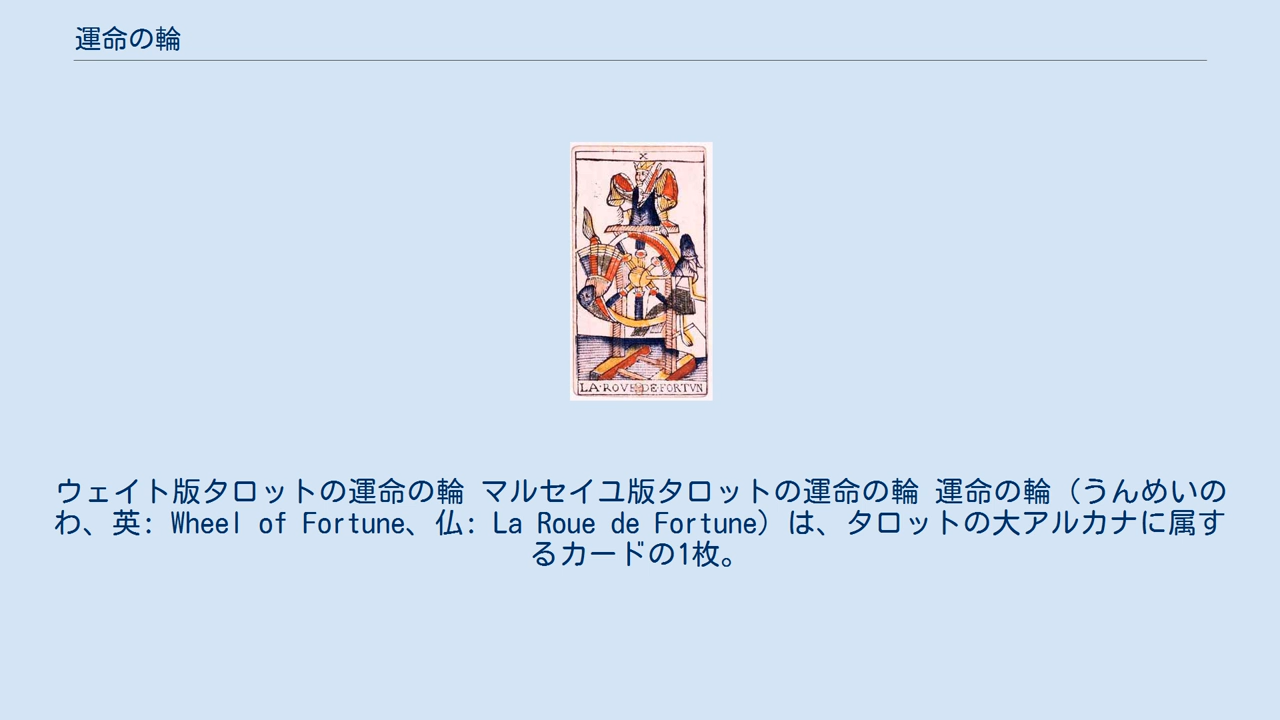 運命の輪
X
LA·ROVE·DE·FORTVN
ウェイト版タロットの運命の輪 マルセイユ版タロットの運命の輪 運命の輪（うんめいの
わ、英: Wheel of Fortune、仏: La Roue de Fortune）は、タロットの大アルカナに属す
るカードの1枚。